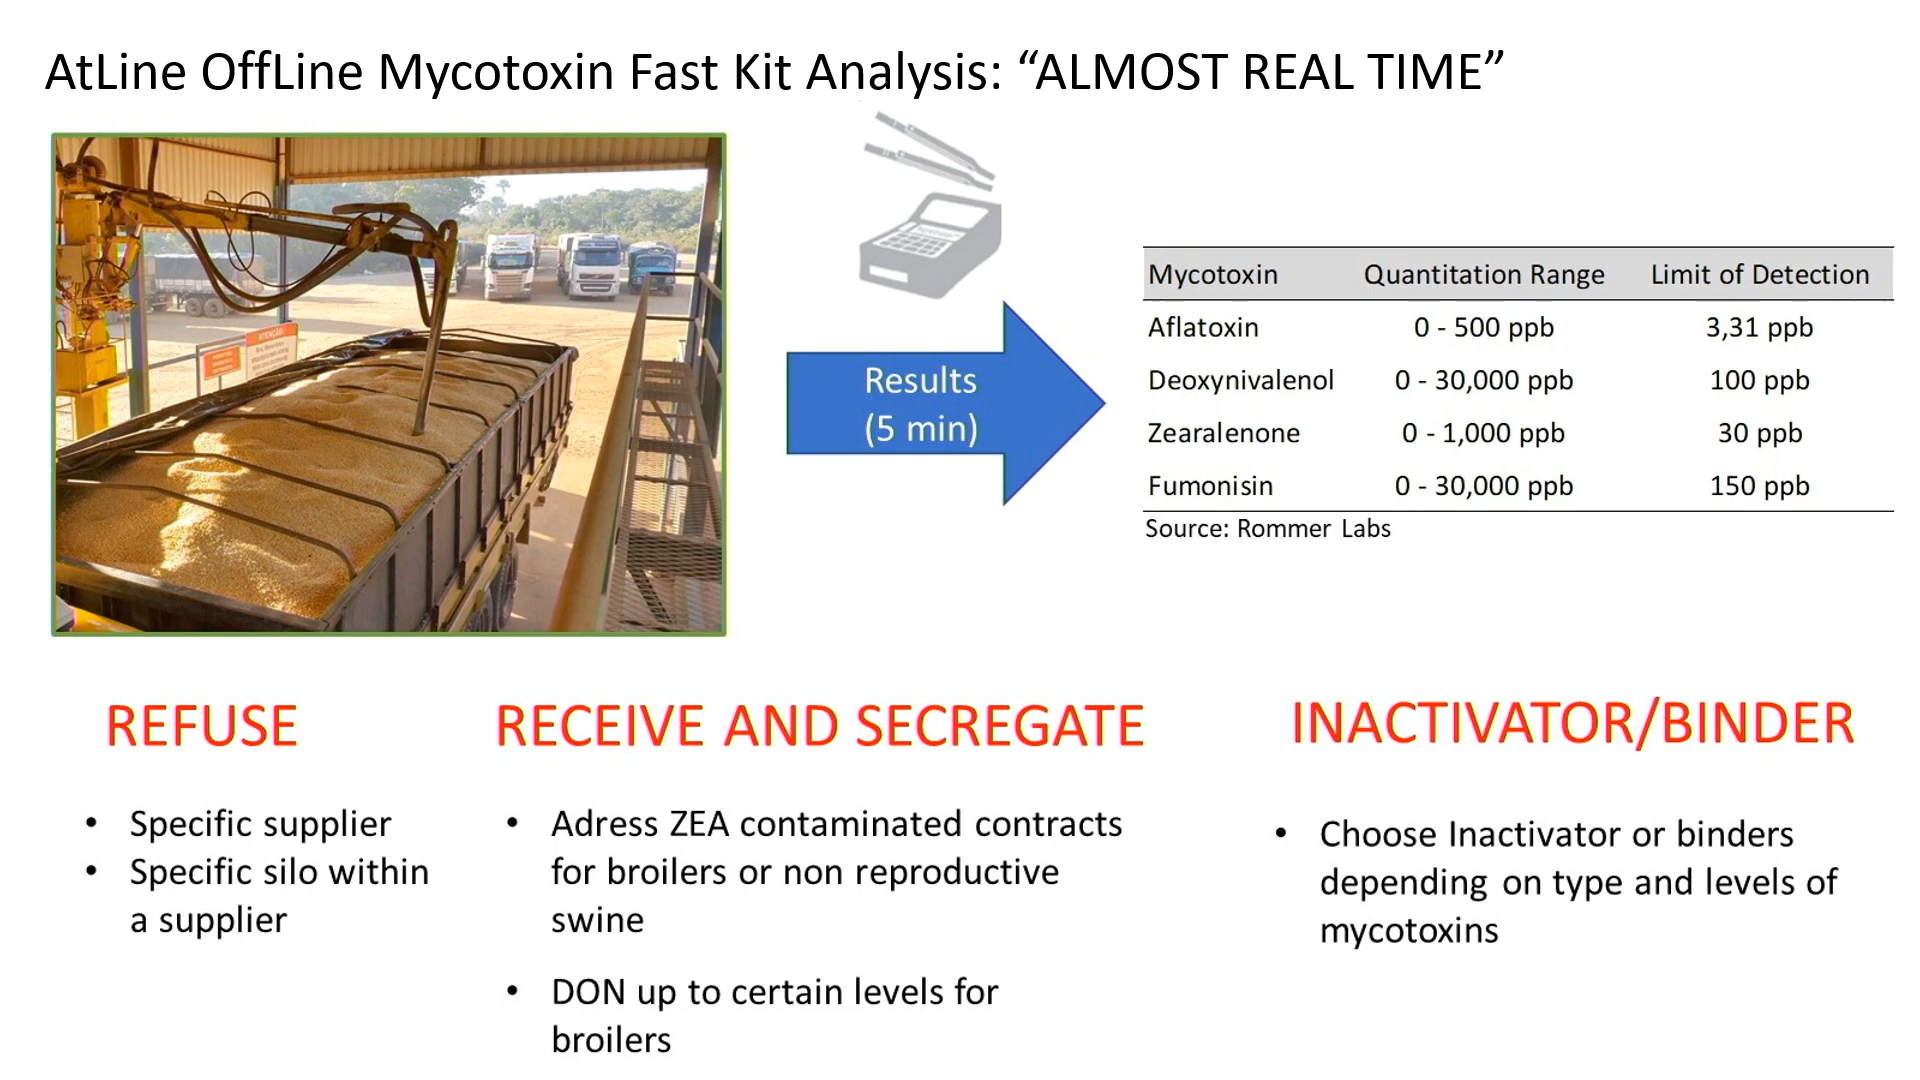 AtLine OffLine Mycotoxin Fast Kit Analysis: “ALMOST REAL TIME”
ATENÇÃO
Results
(5 min)
Mycotoxin Quantitation Range Limit of Detection
Aflatoxin 0 - 500 ppb 3,31 ppb
Deoxynivalenol 0 - 30,000 ppb 100 ppb
Zearalenone 0 - 1,000 ppb 30 ppb
Fumonisin 0 - 30,000 ppb 150 ppb
Source: Rommer Labs
REFUSE
• Specific supplier
• Specific silo within
a supplier
RECEIVE AND SECREGATE
• Adress ZEA contaminated contracts
for broilers or non reproductive
swine
• DON up to certain levels for
broilers
INACTIVATOR/BINDER
• Choose Inactivator or binders
depending on type and levels of
mycotoxins